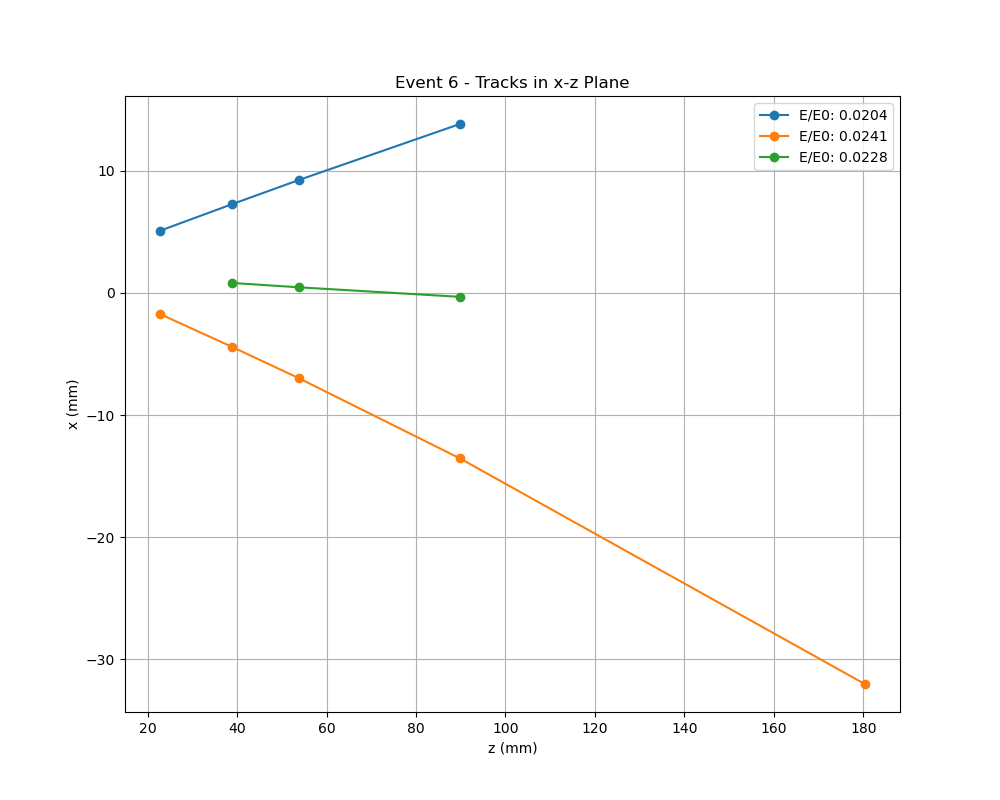 Event 6 - Tracks in x-z Plane
E/E0: 0.0204
E/E0: 0.0241
E/E0: 0.0228
10
0
−10
−20
−30
x (mm)
20 40 60 80 100 120 140 160 180
z (mm)